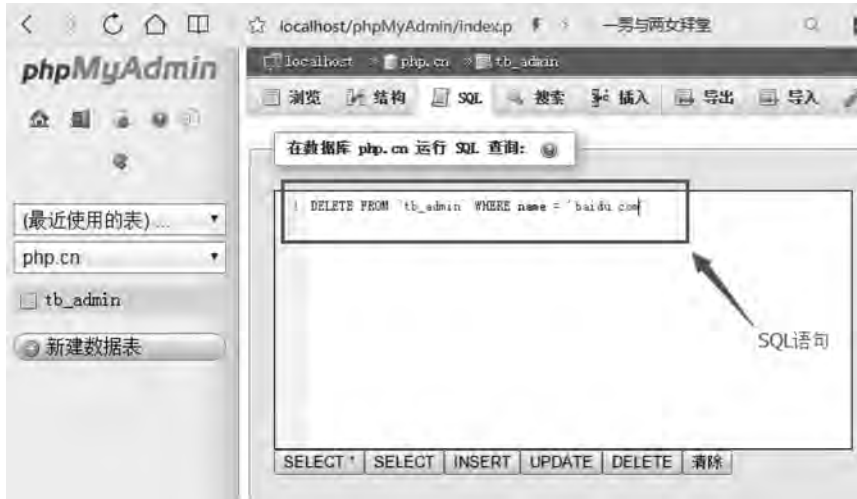 localhost/phpMyAdmin/index.p 一男与两女拜堂
phpMyAdmin
localhost » php.cn » tb_admin
浏览 结构 SQL 搜索 插入 导出 导入
在数据库 php.cn 运行 SQL 查询:
1 DELETE FROM `tb_admin` WHERE name = 'baidu com
(最近使用的表) ...
php.cn
tb_admin
新建数据表
SQL语句
SELECT * SELECT INSERT UPDATE DELETE 清除